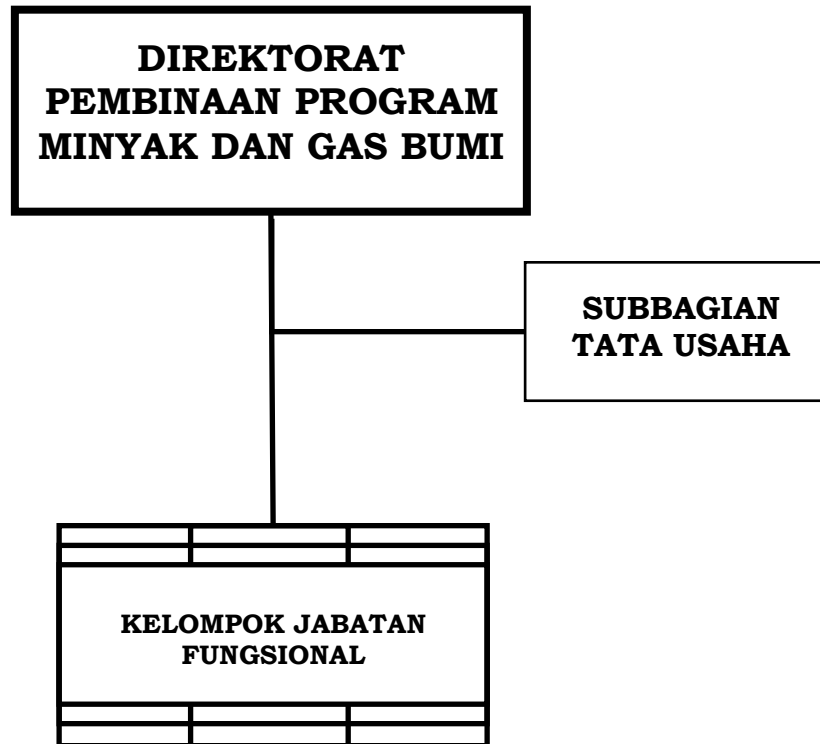 DIREKTORAT
PEMBINAAN PROGRAM
MINYAK DAN GAS BUMI
SUBBAGIAN
TATA USAHA
KELOMPOK JABATAN
FUNGSIONAL